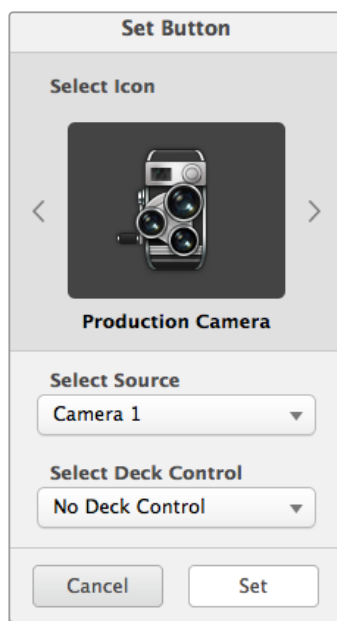 Set Button
Select Icon
Production Camera
Select Source
Camera 1
Select Deck Control
No Deck Control
Cancel
Set